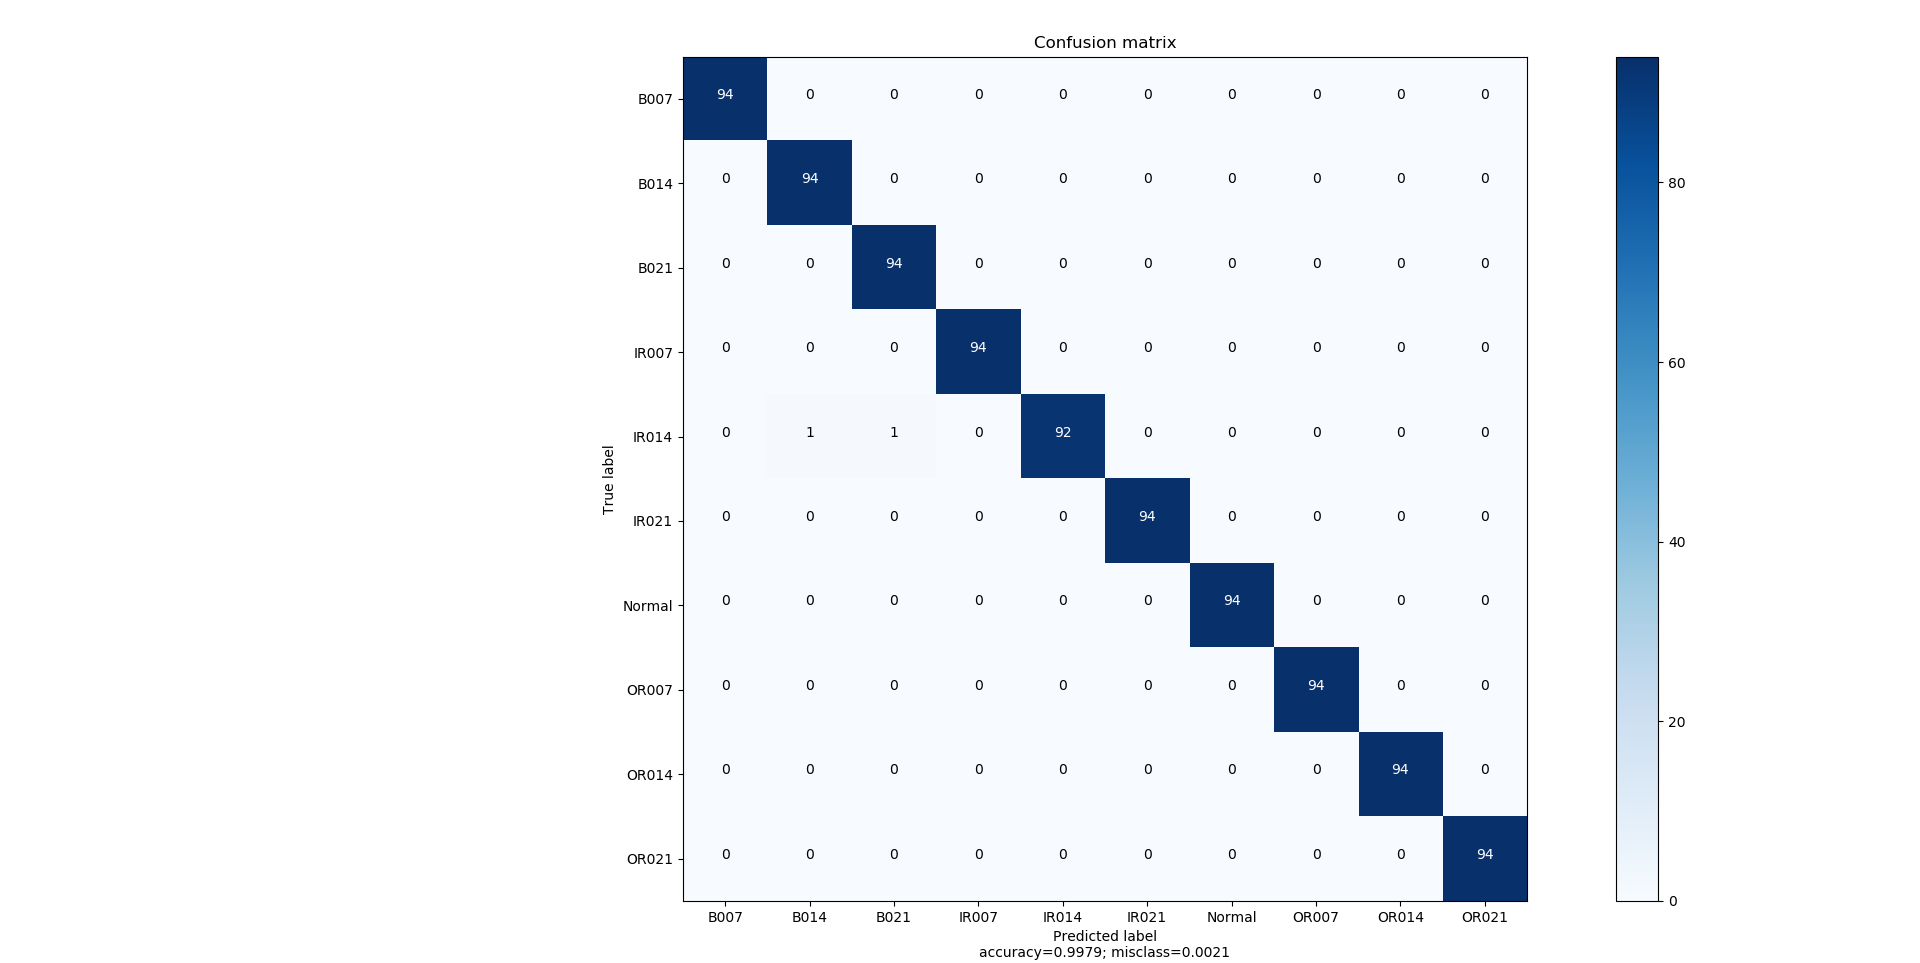 Confusion matrix
B007 94 0 0 0 0 0 0 0 0 0
B014 0 94 0 0 0 0 0 0 0 0
80
B021 0 0 94 0 0 0 0 0 0 0
IR007 0 0 0 94 0 0 0 0 0 0
60
IR014 0 1 1 0 92 0 0 0 0 0
True label
IR021 0 0 0 0 0 94 0 0 0 0
40
Normal 0 0 0 0 0 0 94 0 0 0
OR007 0 0 0 0 0 0 0 94 0 0
20
OR014 0 0 0 0 0 0 0 0 94 0
OR021 0 0 0 0 0 0 0 0 0 94
0
B007 B014 B021 IR007 IR014 IR021 Normal OR007 OR014 OR021
Predicted label
accuracy=0.9979; misclass=0.0021